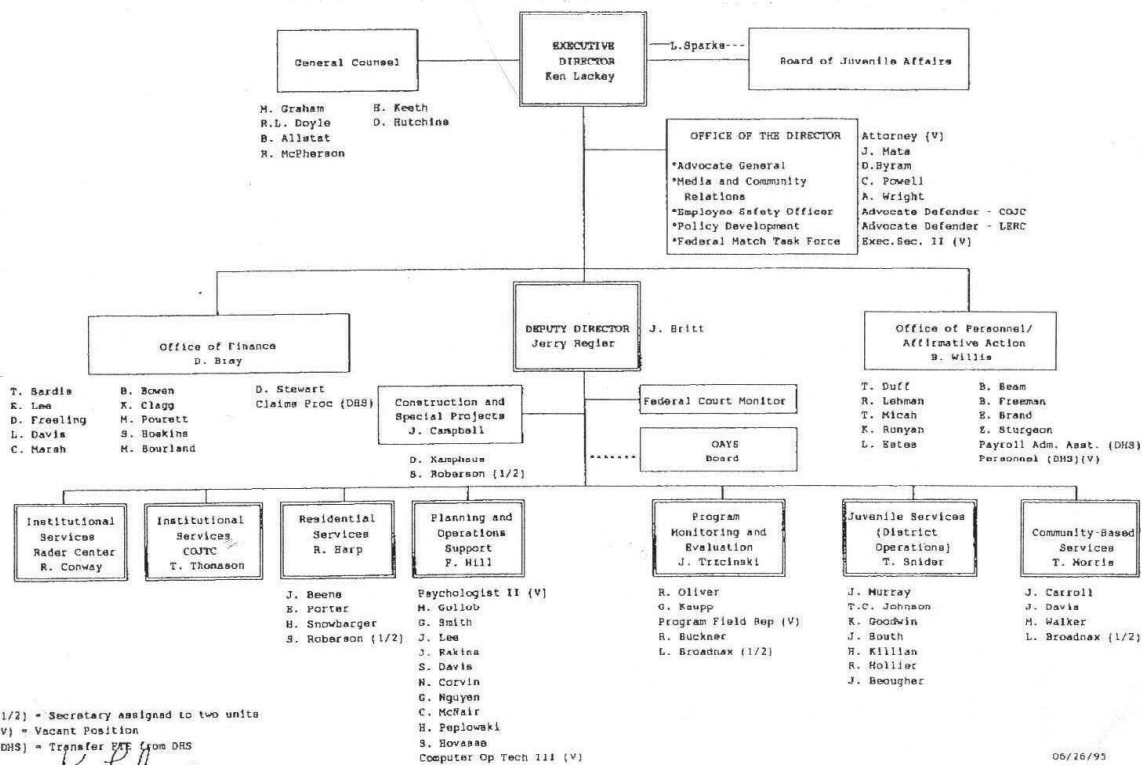 General Counsel
M. Graham
R.L. Doyle
B. Allstat
R. McPherson
E. Keeth
D. Hutchins
EXECUTIVE
DIRECTOR
Ken Lackey
L.Sparks---
Board of Juvenile Affairs
OFFICE OF THE DIRECTOR
*Advocate General
*Media and Community
Relations
*Employee Safety Officer
*Policy Development
*Federal Match Task Force
Attorney (V)
J. Mata
D.Byram
C. Powell
A. Wright
Advocate Defender - COJC
Advocate Defender - LERC
Exec.Sec. II (V)
Office of Finance
D. Bray
T. Sardis
E. Lee
D. Freeling
L. Davis
C. Marsh
B. Bowen
K. Clagg
M. Pourett
S. Hoskins
M. Bourland
D. Stewart
Claims Proc (DHS)
DEPUTY DIRECTOR
Jerry Regier
J. Britt
Construction and
Special Projects
J. Campbell
D. Kamphaus
S. Roberson (1/2)
Federal Court Monitor
OAYS
Board
Office of Personnel/
Affirmative Action
B. Willis
T. Duff
R. Lehman
T. Micah
K. Runyan
L. Estes
B. Beam
B. Freeman
E. Brand
E. Sturgeon
Payroll Adm. Asst. (DHS)
Personnel (DHS)(V)
Institutional
Services
Rader Center
R. Conway
Institutional
Services
COJTC
T. Thomason
Residential
Services
R. Harp
J. Beene
E. Porter
H. Snowbarger
S. Roberson (1/2)
Planning and
Operations
Support
F. Hill
Psychologist II (V)
M. Gollob
G. Smith
J. Lee
J. Rakins
S. Davis
N. Corvin
G. Nguyen
C. McNair
H. Peplowski
S. Hovassa
Computer Op Tech III (V)
Program
Monitoring and
Evaluation
J. Trzcinski
R. Oliver
G. Kaupp
Program Field Rep (V)
R. Buckner
L. Broadnax (1/2)
Juvenile Services
(District
Operations)
T. Snider
J. Murray
T.C. Johnson
K. Goodwin
J. South
H. Killian
R. Hollier
J. Beougher
Community-Based
Services
T. Morris
J. Carroll
J. Davis
M. Walker
L. Broadnax (1/2)
1/2) = Secretary assigned to two units
V) = Vacant Position
DHS) = Transfer FTE from DHS
06/26/95